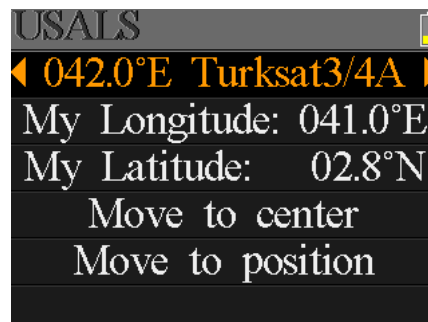 USALS
042.0°E Turksat3/4A
My Longitude: 041.0°E
My Latitude: 02.8°N
Move to center
Move to position